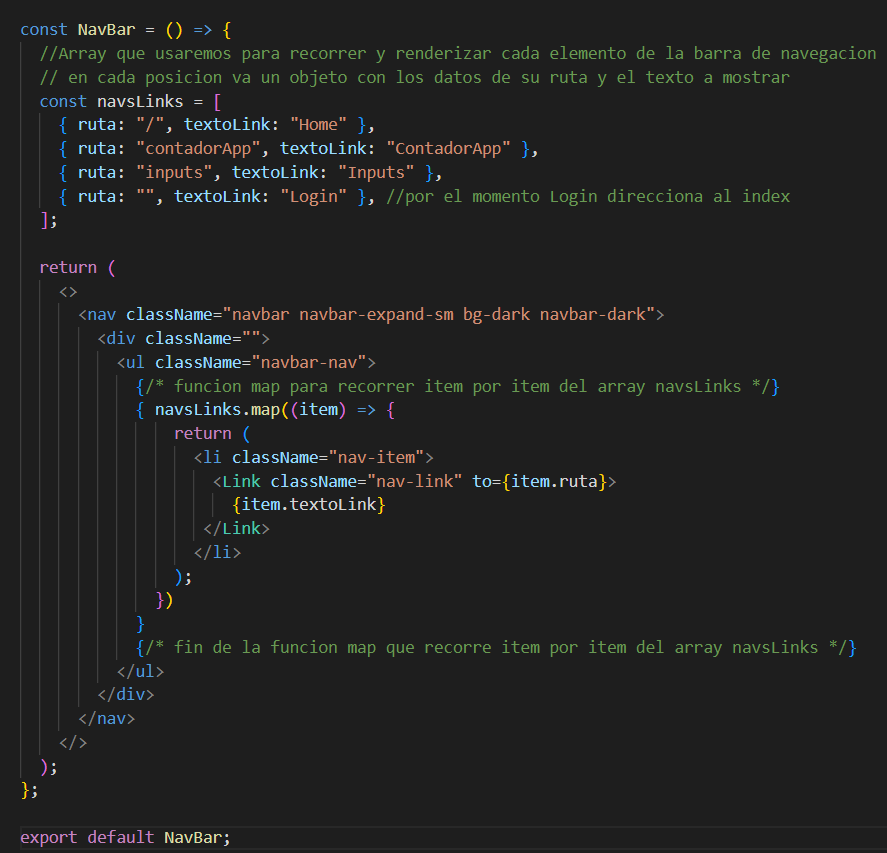 const NavBar = () => {
  //Array que usaremos para recorrer y renderizar cada elemento de la barra de navegacion
  // en cada posicion va un objeto con los datos de su ruta y el texto a mostrar
  const navsLinks = [
    { ruta: "/", textoLink: "Home" },
    { ruta: "contadorApp", textoLink: "ContadorApp" },
    { ruta: "inputs", textoLink: "Inputs" },
    { ruta: "", textoLink: "Login" }, //por el momento Login direcciona al index
  ];

  return (
    <>
      <nav className="navbar navbar-expand-sm bg-dark navbar-dark">
        <div className="">
          <ul className="navbar-nav">
            {/* funcion map para recorrer item por item del array navsLinks */}
            { navsLinks.map((item) => {
                return (
                  <li className="nav-item">
                    <Link className="nav-link" to={item.ruta}>
                      {item.textoLink}
                   </Link>
                  </li>
                );
              })
            }
            {/* fin de la funcion map que recorre item por item del array navsLinks */}
          </ul>
        </div>
      </nav>
    </>
  );
};

export default NavBar;